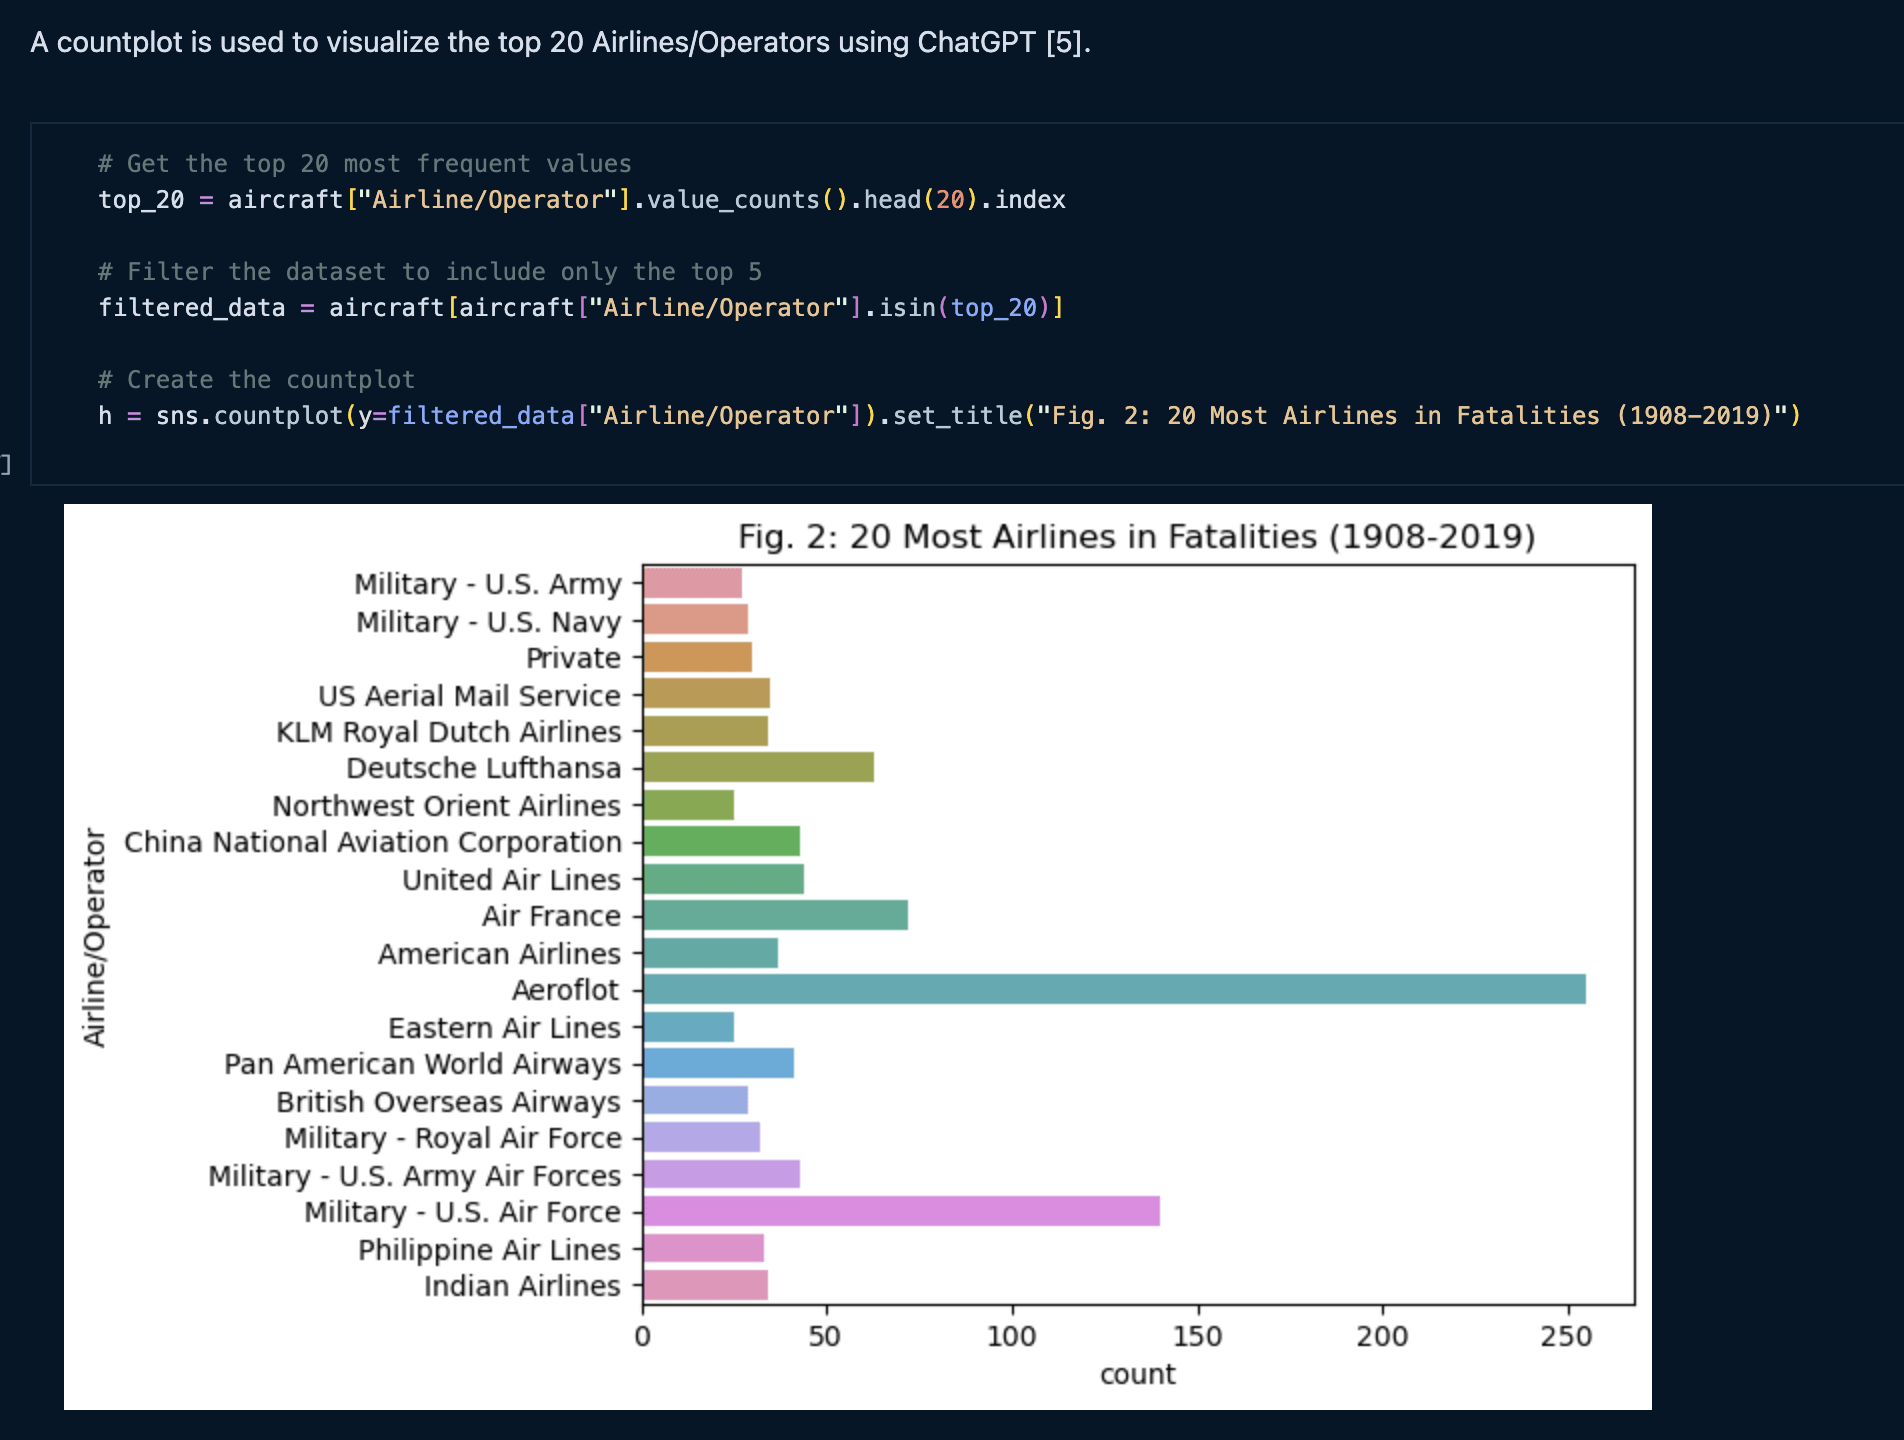 A countplot is used to visualize the top 20 Airlines/Operators using ChatGPT [5].
# Get the top 20 most frequent values
top_20 = aircraft["Airline/Operator"].value_counts().head(20).index
# Filter the dataset to include only the top 5
filtered_data = aircraft[aircraft["Airline/Operator"].isin(top_20)]
# Create the countplot
h = sns.countplot(y=filtered_data["Airline/Operator"]).set_title("Fig. 2: 20 Most Airlines in Fatalities (1908-2019)")
]
Fig. 2: 20 Most Airlines in Fatalities (1908-2019)
Airline/Operator
Military - U.S. Army
Military - U.S. Navy
Private
US Aerial Mail Service
KLM Royal Dutch Airlines
Deutsche Lufthansa
Northwest Orient Airlines
China National Aviation Corporation
United Air Lines
Air France
American Airlines
Aeroflot
Eastern Air Lines
Pan American World Airways
British Overseas Airways
Military - Royal Air Force
Military - U.S. Army Air Forces
Military - U.S. Air Force
Philippine Air Lines
Indian Airlines
0 50 100 150 200 250
count